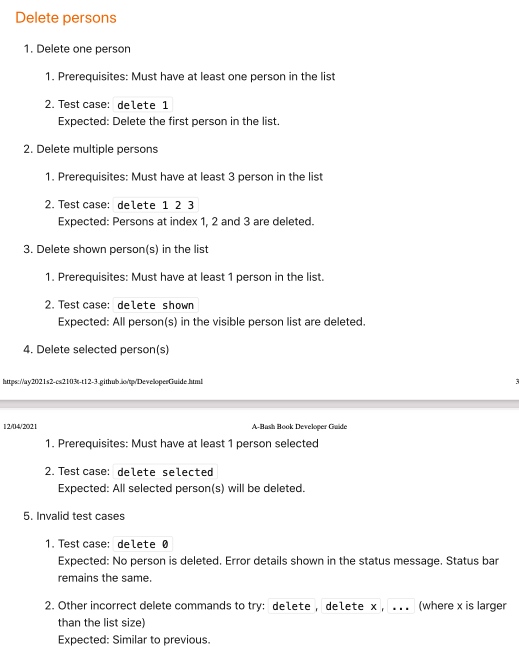 Delete persons
1. Delete one person
1. Prerequisites: Must have at least one person in the list
2. Test case: delete 1
Expected: Delete the first person in the list.
2. Delete multiple persons
1. Prerequisites: Must have at least 3 person in the list
2. Test case: delete 1 2 3
Expected: Persons at index 1, 2 and 3 are deleted.
3. Delete shown person(s) in the list
1. Prerequisites: Must have at least 1 person in the list.
2. Test case: delete shown
Expected: All person(s) in the visible person list are deleted.
4. Delete selected person(s)
https://ay2021s2-cs2103t-t12-3.github.io/tp/DeveloperGuide.html 3
12/04/2021 A-Bash Book Developer Guide
1. Prerequisites: Must have at least 1 person selected
2. Test case: delete selected
Expected: All selected person(s) will be deleted.
5. Invalid test cases
1. Test case: delete 0
Expected: No person is deleted. Error details shown in the status message. Status bar
remains the same.
2. Other incorrect delete commands to try: delete , delete x , ... (where x is larger
than the list size)
Expected: Similar to previous.